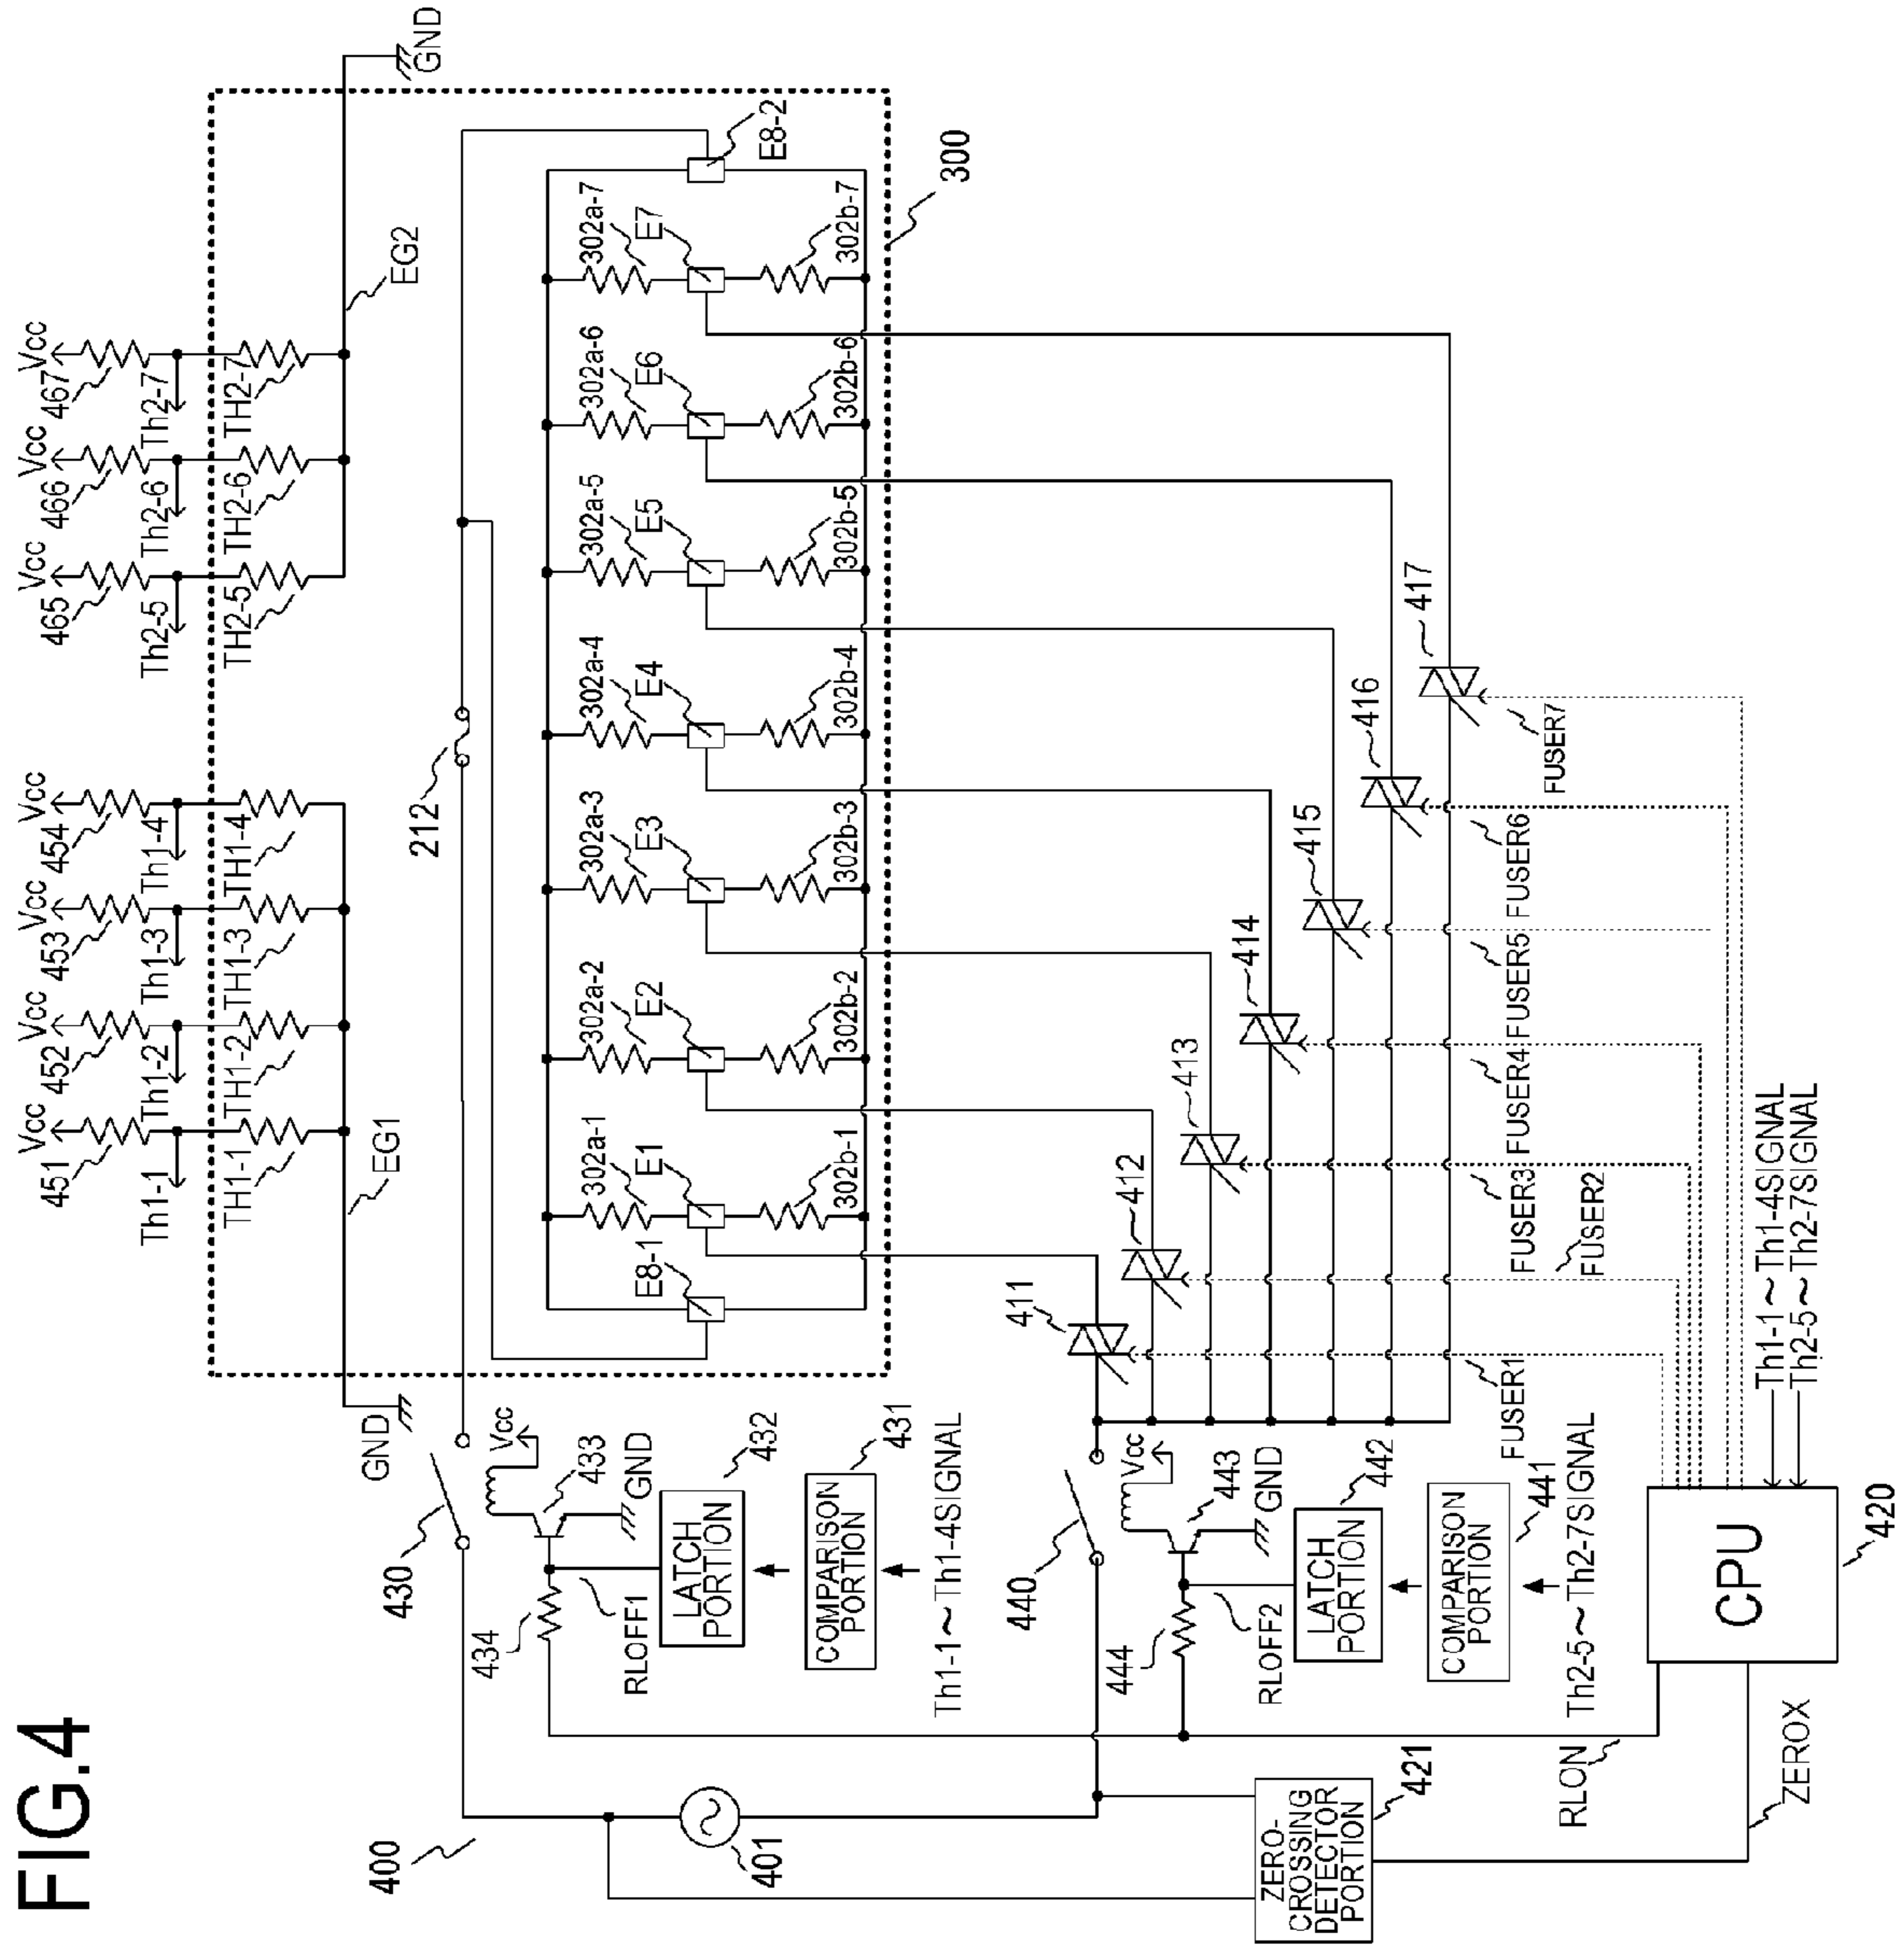 FIG.4
400
401
430
GND
Vcc
433
GND
434
RLOFF1
LATCH
PORTION
432
COMPARISON
PORTION
431
Th1-1~Th1-4SIGNAL
440
Vcc
443
GND
444
RLOFF2
LATCH
PORTION
442
COMPARISON
PORTION
441
Th2-5~Th2-7SIGNAL
ZERO-
CROSSING
DETECTOR
PORTION
421
RLON
ZEROX
CPU
420
Th1-1~Th1-4SIGNAL
Th2-5~Th2-7SIGNAL
451
Vcc
452
Vcc
453
Vcc
454
Vcc
465
Vcc
466
Vcc
467
Vcc
Th1-1
Th1-2
Th1-3
Th1-4
Th2-5
Th2-6
Th2-7
TH1-1
TH1-2
TH1-3
TH1-4
TH2-5
TH2-6
TH2-7
EG1
EG2
GND
212
E8-1
302a-1
302a-2
302a-3
302a-4
302a-5
302a-6
302a-7
E1
E2
E3
E4
E5
E6
E7
E8-2
302b-1
302b-2
302b-3
302b-4
302b-5
302b-6
302b-7
300
411
412
413
414
415
416
417
FUSER1
FUSER2
FUSER3
FUSER4
FUSER5
FUSER6
FUSER7